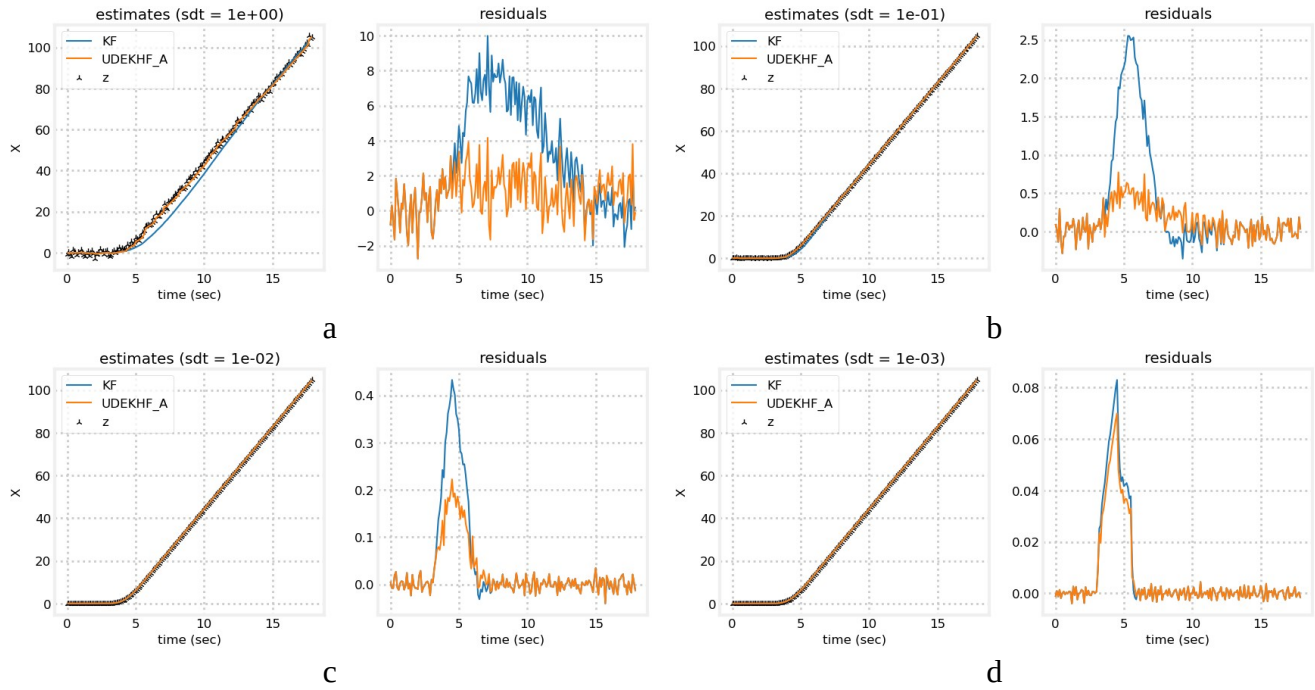 estimates (sdt = 1e+00)
KF
UDEKHF_A
z
X
100
80
60
40
20
0
0
5
10
15
time (sec)
residuals
10
8
6
4
2
0
−2
0
5
10
15
time (sec)
a
estimates (sdt = 1e-01)
KF
UDEKHF_A
z
X
100
80
60
40
20
0
0
5
10
15
time (sec)
residuals
2.5
2.0
1.5
1.0
0.5
0.0
0
5
10
15
time (sec)
b
estimates (sdt = 1e-02)
KF
UDEKHF_A
z
X
100
80
60
40
20
0
0
5
10
15
time (sec)
residuals
0.4
0.3
0.2
0.1
0.0
0
5
10
15
time (sec)
c
estimates (sdt = 1e-03)
KF
UDEKHF_A
z
X
100
80
60
40
20
0
0
5
10
15
time (sec)
residuals
KF
UDEKHF_A
0.08
0.06
0.04
0.02
0.00
0
5
10
15
time (sec)
d